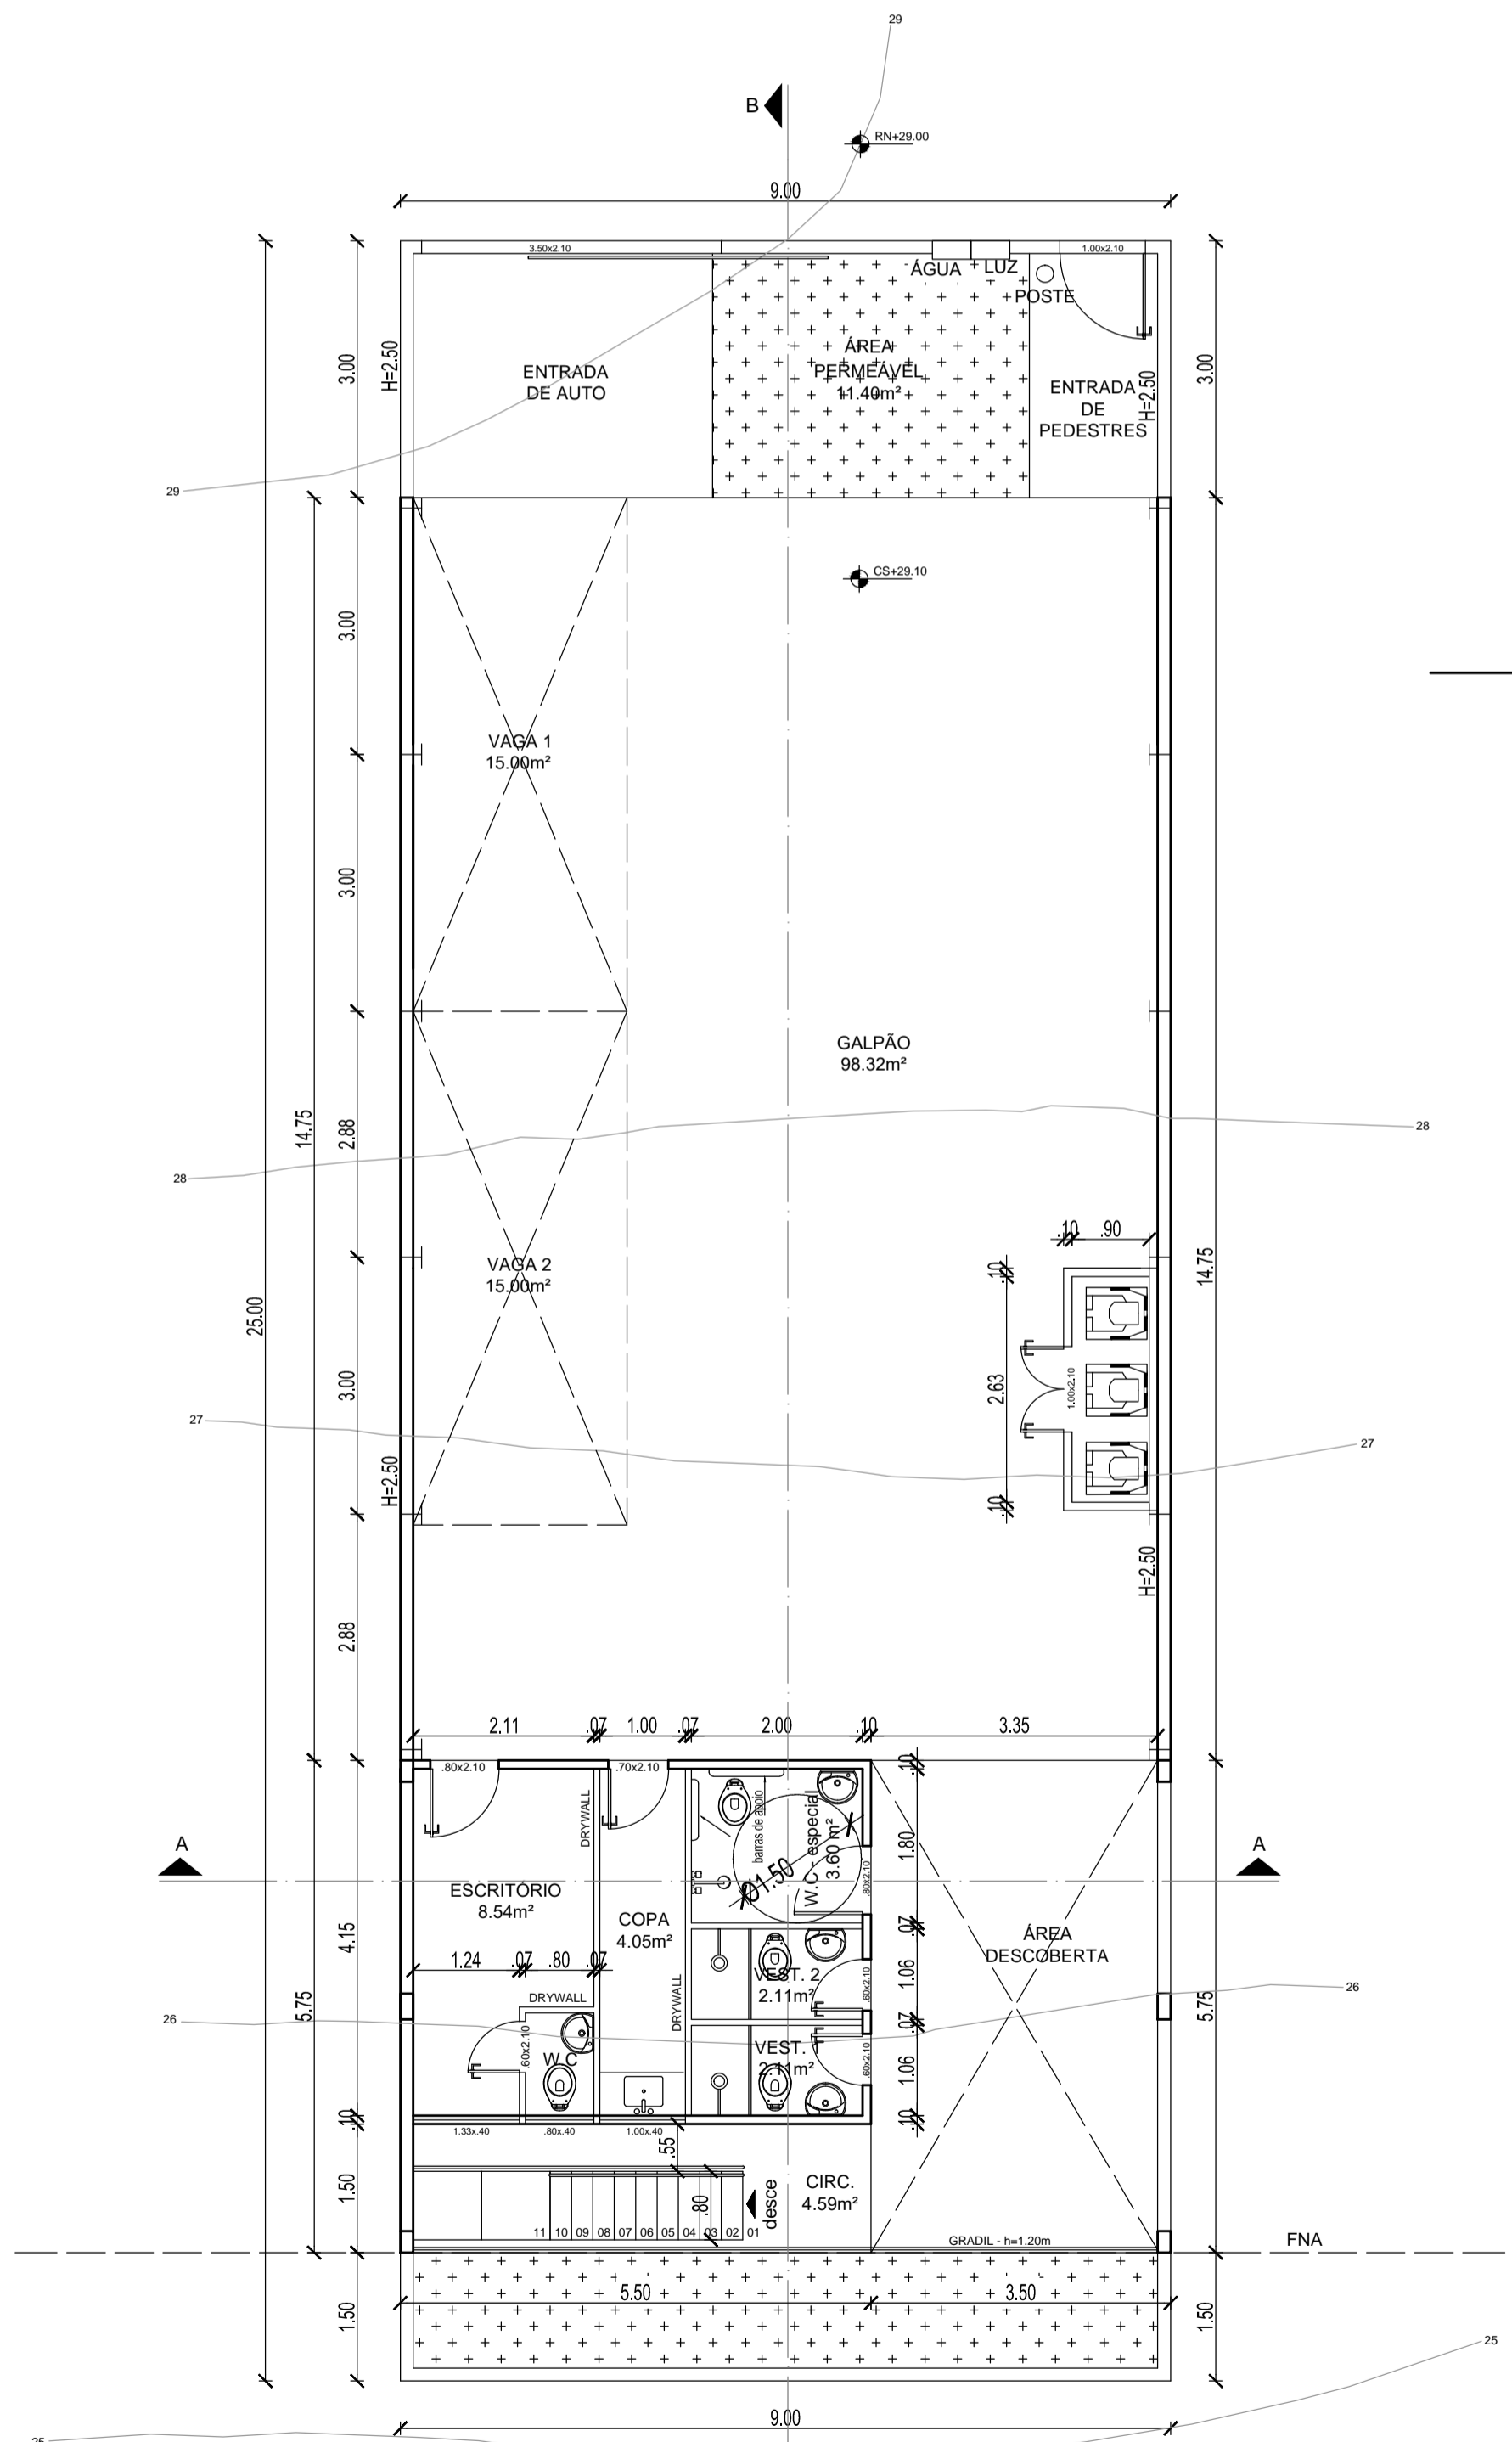 29
B
RN+29.00
9.00
3.50x2.10
1.00x2.10
ÁGUA
LUZ
POSTE
3.00
H=2.50
ENTRADA
DE AUTO
ÁREA
PERMEÁVEL
11.40m²
ENTRADA
DE
PEDESTRES
H=2.50
3.00
29
CS+29.10
3.00
VAGA 1
15.00m²
3.00
GALPÃO
98.32m²
14.75
2.88
28
28
25.00
VAGA 2
15.00m²
.10
.90
14.75
.10
2.63
1.00x2.10
3.00
27
27
H=2.50
.10
H=2.50
2.88
2.11
.07
1.00
.07
2.00
.10
3.35
.80x2.10
.70x2.10
.10
DRYWALL
barras de apoio
W.C - especial
3.60 m²
1.80
A
A
Ø1.50
.80x2.10
ESCRITÓRIO
8.54m²
COPA
4.05m²
4.15
.07
ÁREA
DESCOBERTA
1.24
.07
.80
.07
VEST. 2
2.11m²
.60x2.10
1.06
DRYWALL
DRYWALL
5.75
5.75
26
26
.07
.60x2.10
W.C
VEST. 1
2.11m²
.60x2.10
1.06
.10
.10
1.33x.40
.80x.40
1.00x.40
.55
1.50
CIRC.
4.59m²
desce
.80
11
10
09
08
07
06
05
04
03
02
01
GRADIL - h=1.20m
FNA
5.50
3.50
1.50
1.50
25
9.00
25